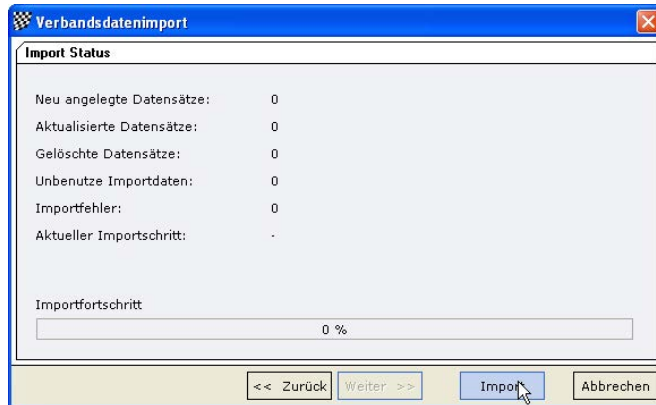 Verbandsdatenimport
Import Status
Neu angelegte Datensätze: 0
Aktualisierte Datensätze: 0
Gelöschte Datensätze: 0
Unbenutze Importdaten: 0
Importfehler: 0
Aktueller Importschritt: -
Importfortschritt
0 %
<< Zurück Weiter >> Import Abbrechen